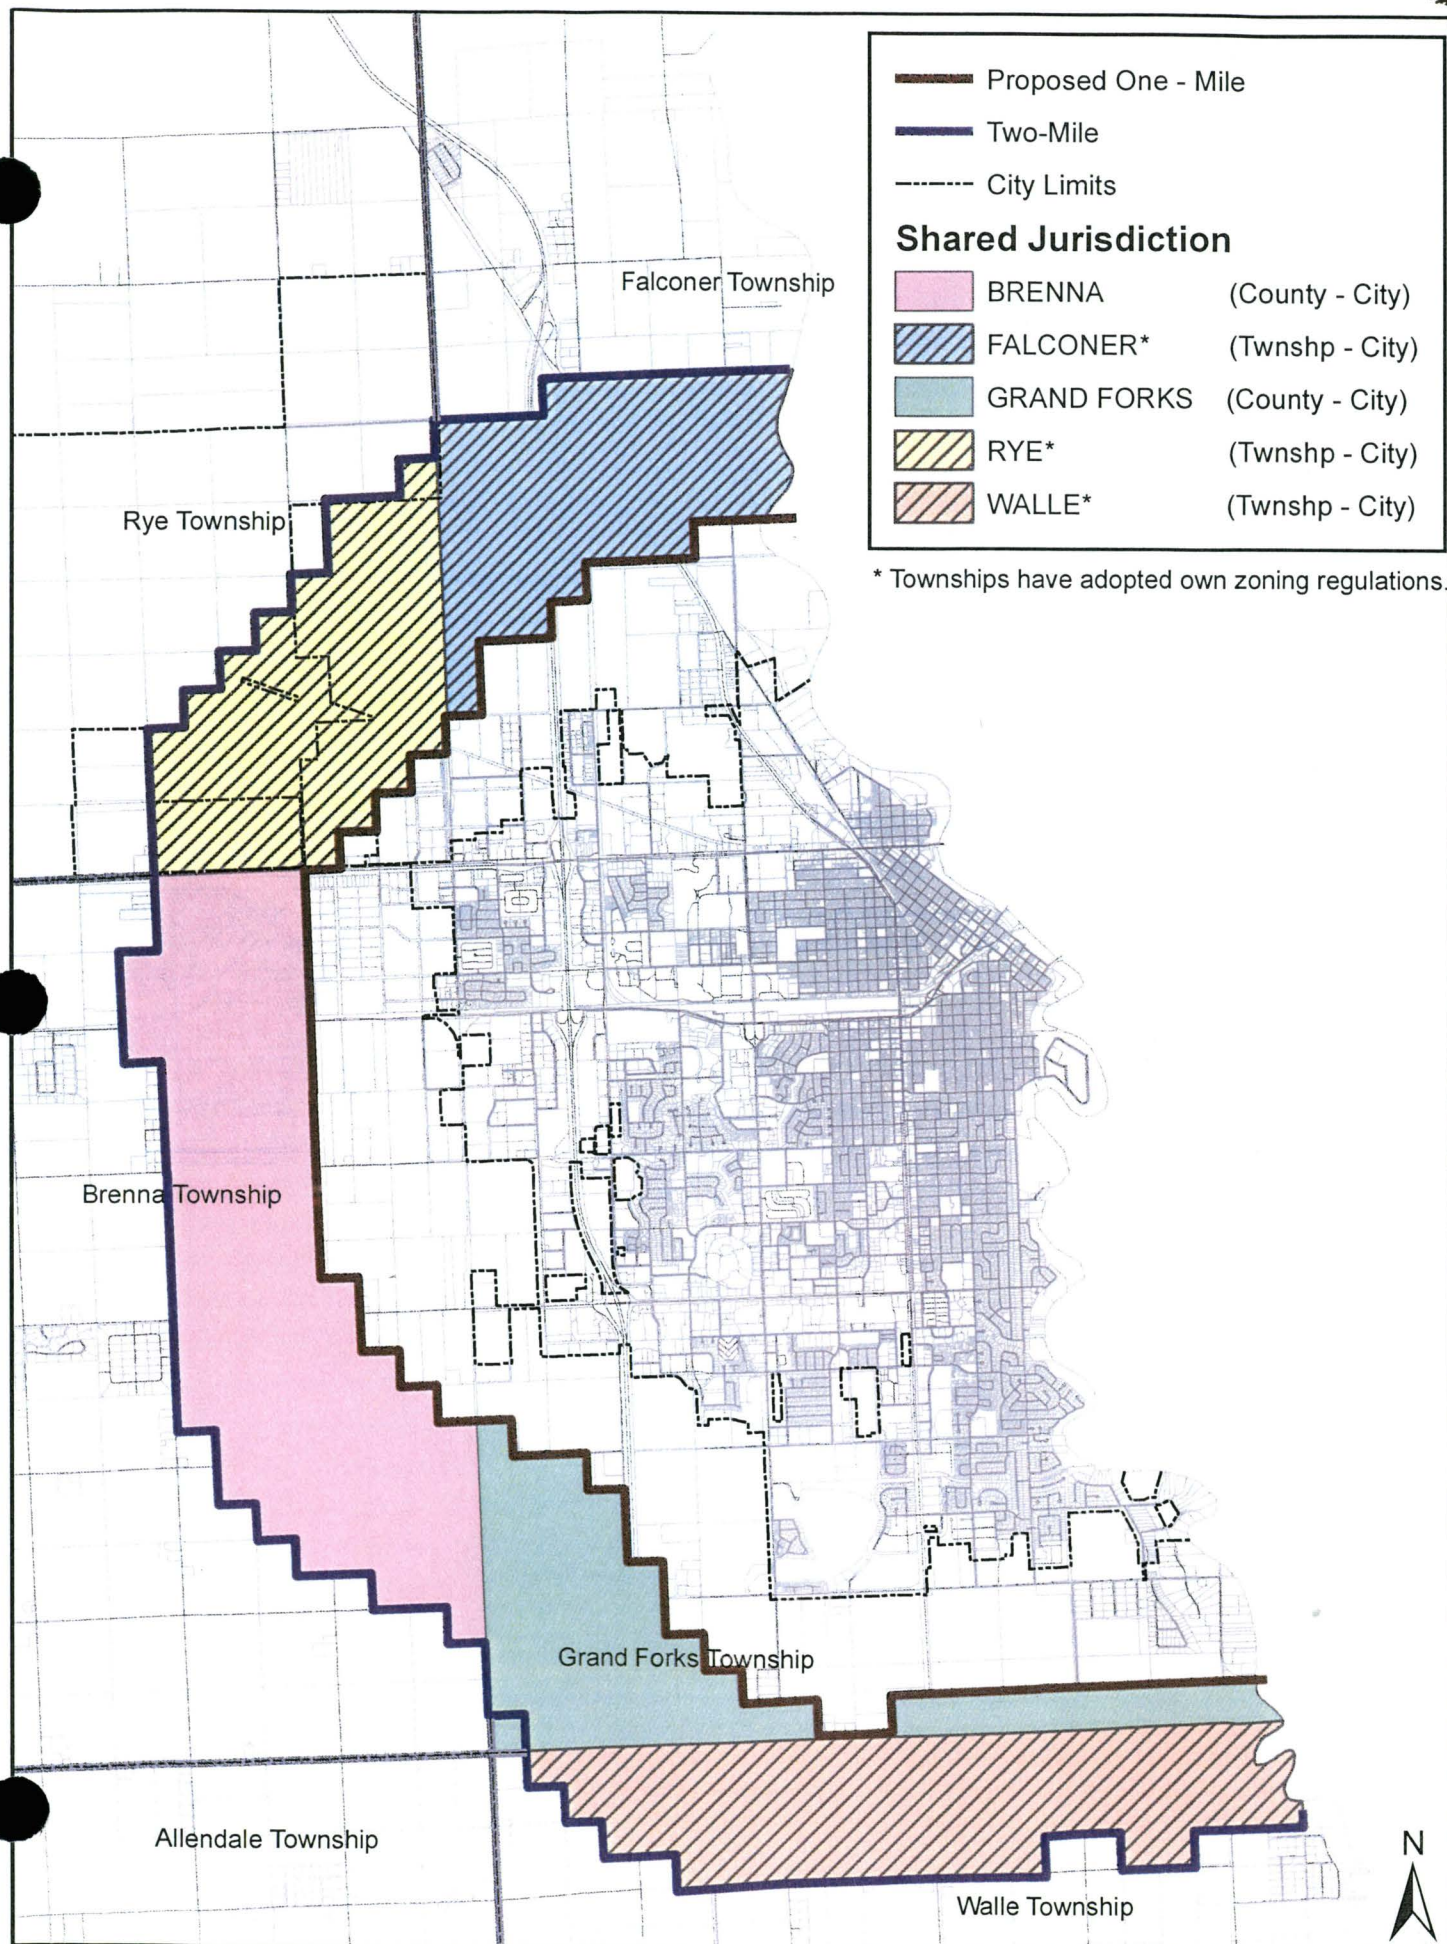 Proposed One - Mile
Two-Mile
City Limits
Shared Jurisdiction
BRENNA (County - City)
FALCONER* (Twnshp - City)
GRAND FORKS (County - City)
RYE* (Twnshp - City)
WALLE* (Twnshp - City)
* Townships have adopted own zoning regulations.
Falconer Township
Rye Township
Brenna Township
Grand Forks Township
Allendale Township
Walle Township
N